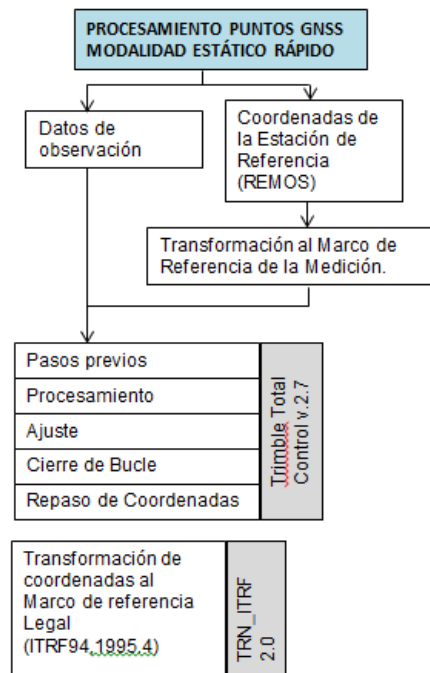 PROCESAMIENTO PUNTOS GNSS
MODALIDAD ESTÁTICO RÁPIDO
Datos de
observación
Coordenadas de
la Estación de
Referencia
(REMOS)
Transformación al Marco de
Referencia de la Medición.
Pasos previos
Procesamiento
Ajuste
Cierre de Bucle
Repaso de Coordenadas
Trimble Total
Control v.2.7
Transformación de
coordenadas al
Marco de referencia
Legal
(ITRF94,1995.4)
TRN_ITRF
2.0